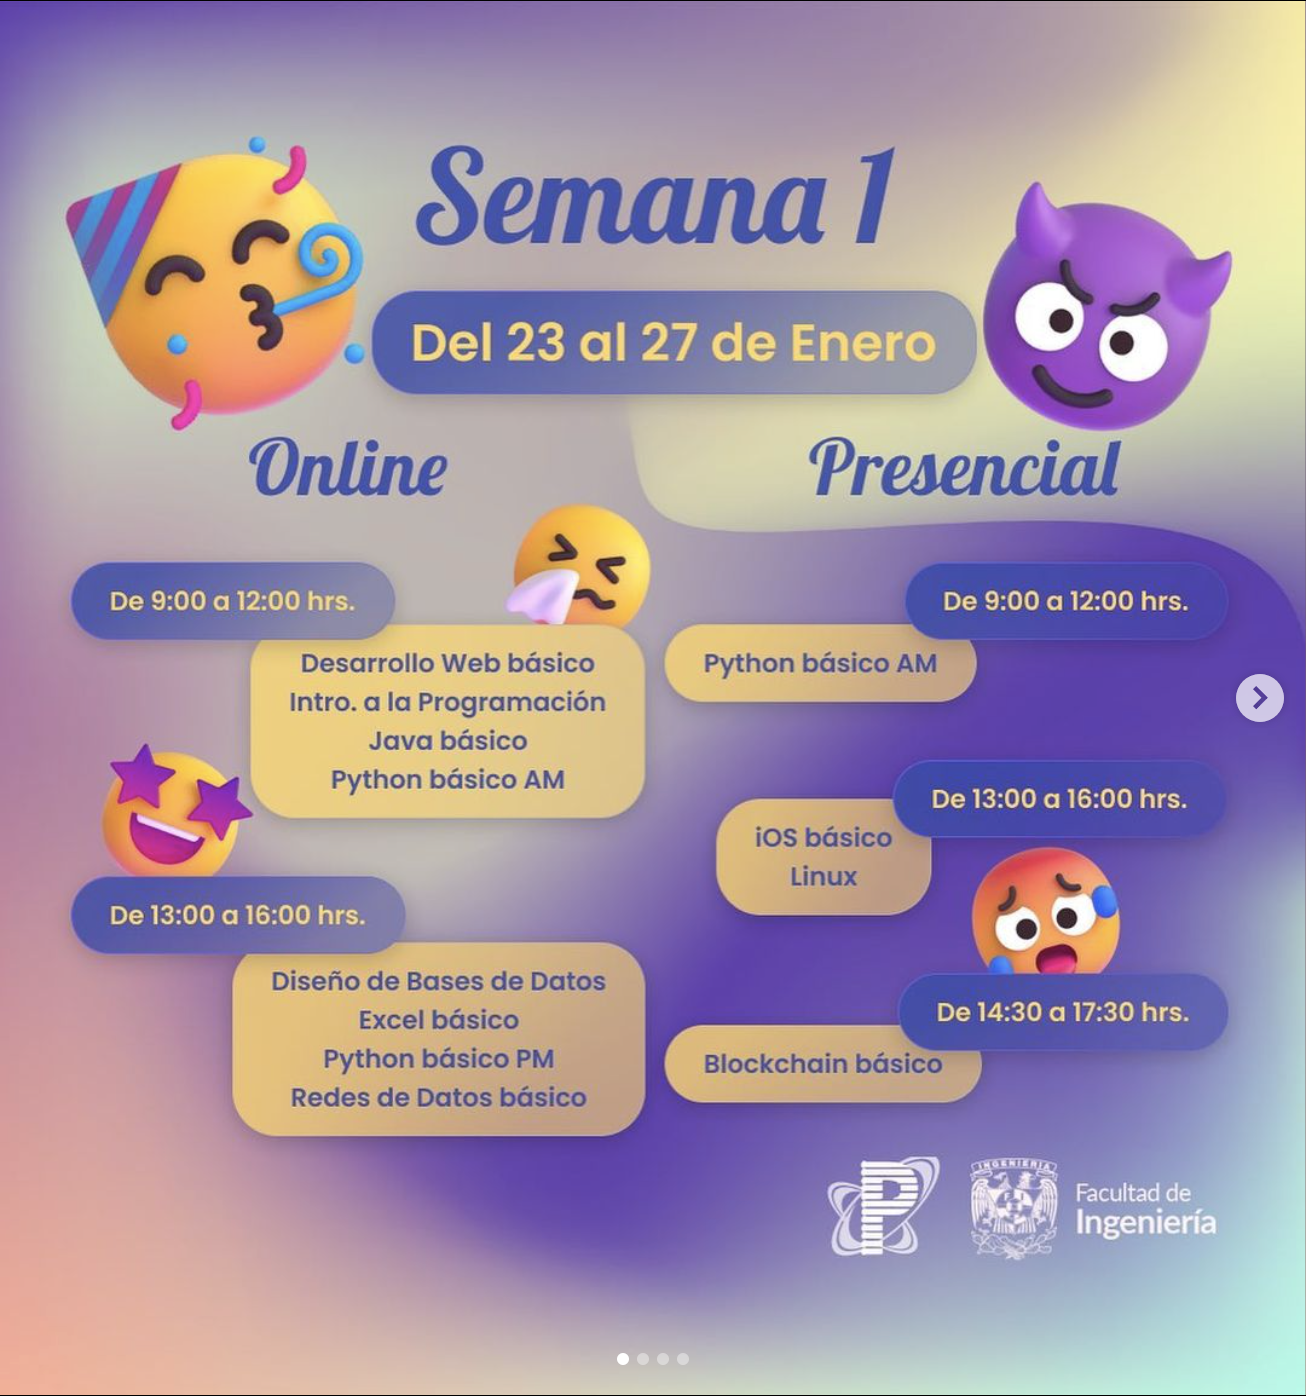 Semana 1
Del 23 al 27 de Enero
Online
De 9:00 a 12:00 hrs.
Desarrollo Web básico
Intro. a la Programación
Java básico
Python básico AM
De 13:00 a 16:00 hrs.
Diseño de Bases de Datos
Excel básico
Python básico PM
Redes de Datos básico
Presencial
De 9:00 a 12:00 hrs.
Python básico AM
De 13:00 a 16:00 hrs.
iOS básico
Linux
De 14:30 a 17:30 hrs.
Blockchain básico
P
INGENIERIA
Facultad de
Ingeniería